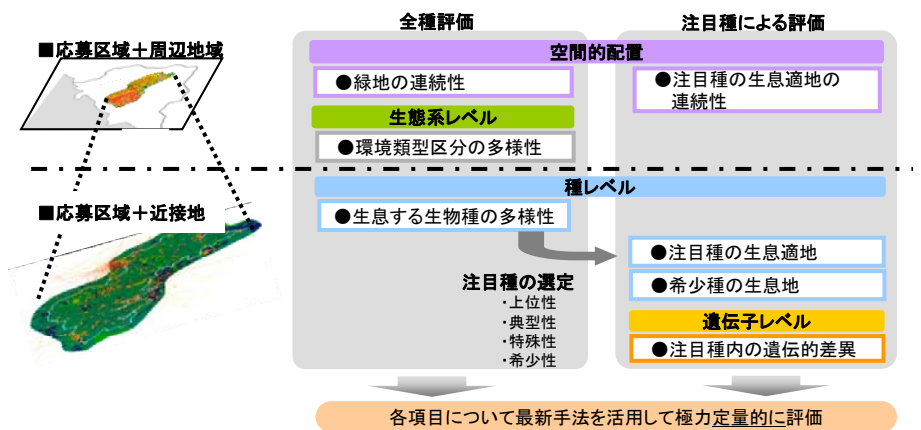 全種評価
注目種による評価
■応募区域＋周辺地域
空間的配置
●緑地の連続性
●注目種の生息適地の
連続性
生態系レベル
●環境類型区分の多様性
種レベル
■応募区域＋近接地
●生息する生物種の多様性
●注目種の生息適地
注目種の選定
●希少種の生息地
・上位性
・典型性
・特殊性
・希少性
遺伝子レベル
●注目種内の遺伝的差異
各項目について最新手法を活用して極力定量的に評価